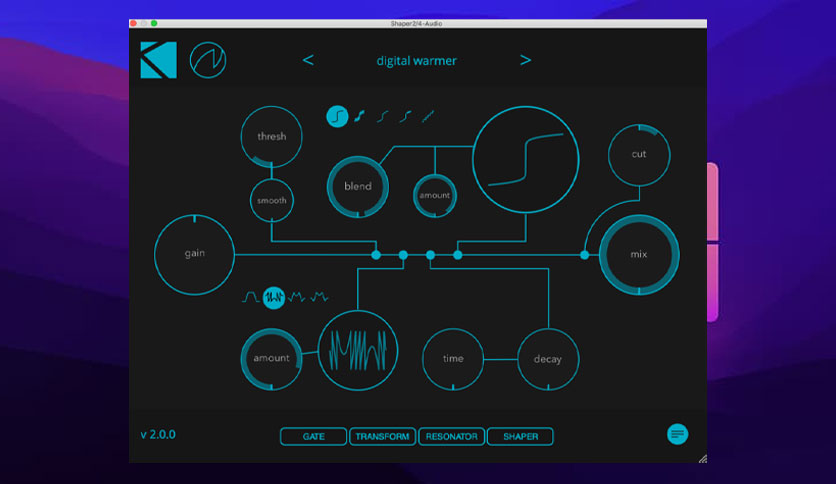 Shaper2/4-Audio
< digital warmer >
thresh
smooth
blend
amount
cut
gain
mix
amount
time
decay
v 2.0.0
GATE TRANSFORM RESONATOR SHAPER